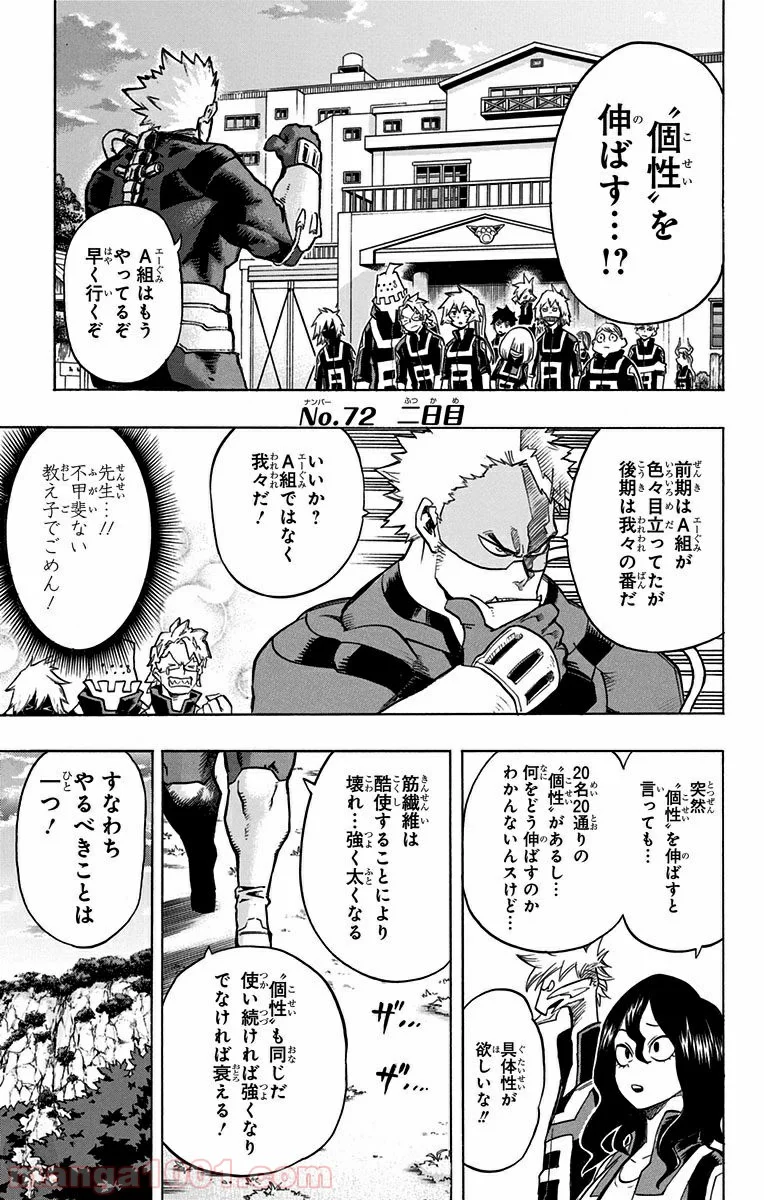 〝個性〟を
伸ばす…!?
A組はもう
やってるぞ
早く行くぞ
No.72 二日目
前期はA組が
色々目立ってたが
後期は我々の番だ
いいか?
A組ではなく
我々だ!
先生…!!
不甲斐ない
教え子でごめん!
突然
〝個性〟を伸ばすと
言っても…
20名20通りの
〝個性〟があるし…
何をどう伸ばすのか
わかんないんスけど…
具体性が
欲しいな!!
筋繊維は
酷使することにより
壊れ…強く太くなる
〝個性〟も同じだ
使い続ければ強くなり
でなければ衰える!
ザ…
ザ…
すなわち
やるべきことは
一つ!
manga1001.com